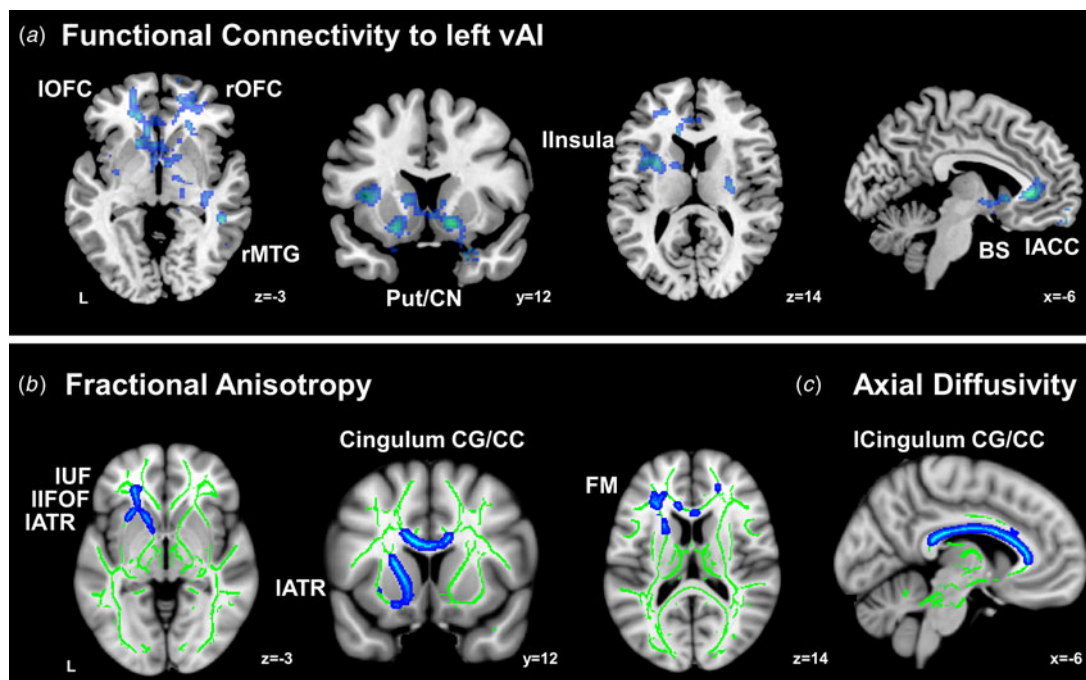 (a) Functional Connectivity to left vAI
lOFC
rOFC
rMTG
L
z=-3
Put/CN
y=12
lInsula
z=14
BS
lACC
x=-6
(b) Fractional Anisotropy
(c) Axial Diffusivity
lUF
lIFOF
lATR
L
z=-3
Cingulum CG/CC
lATR
y=12
FM
z=14
lCingulum CG/CC
x=-6